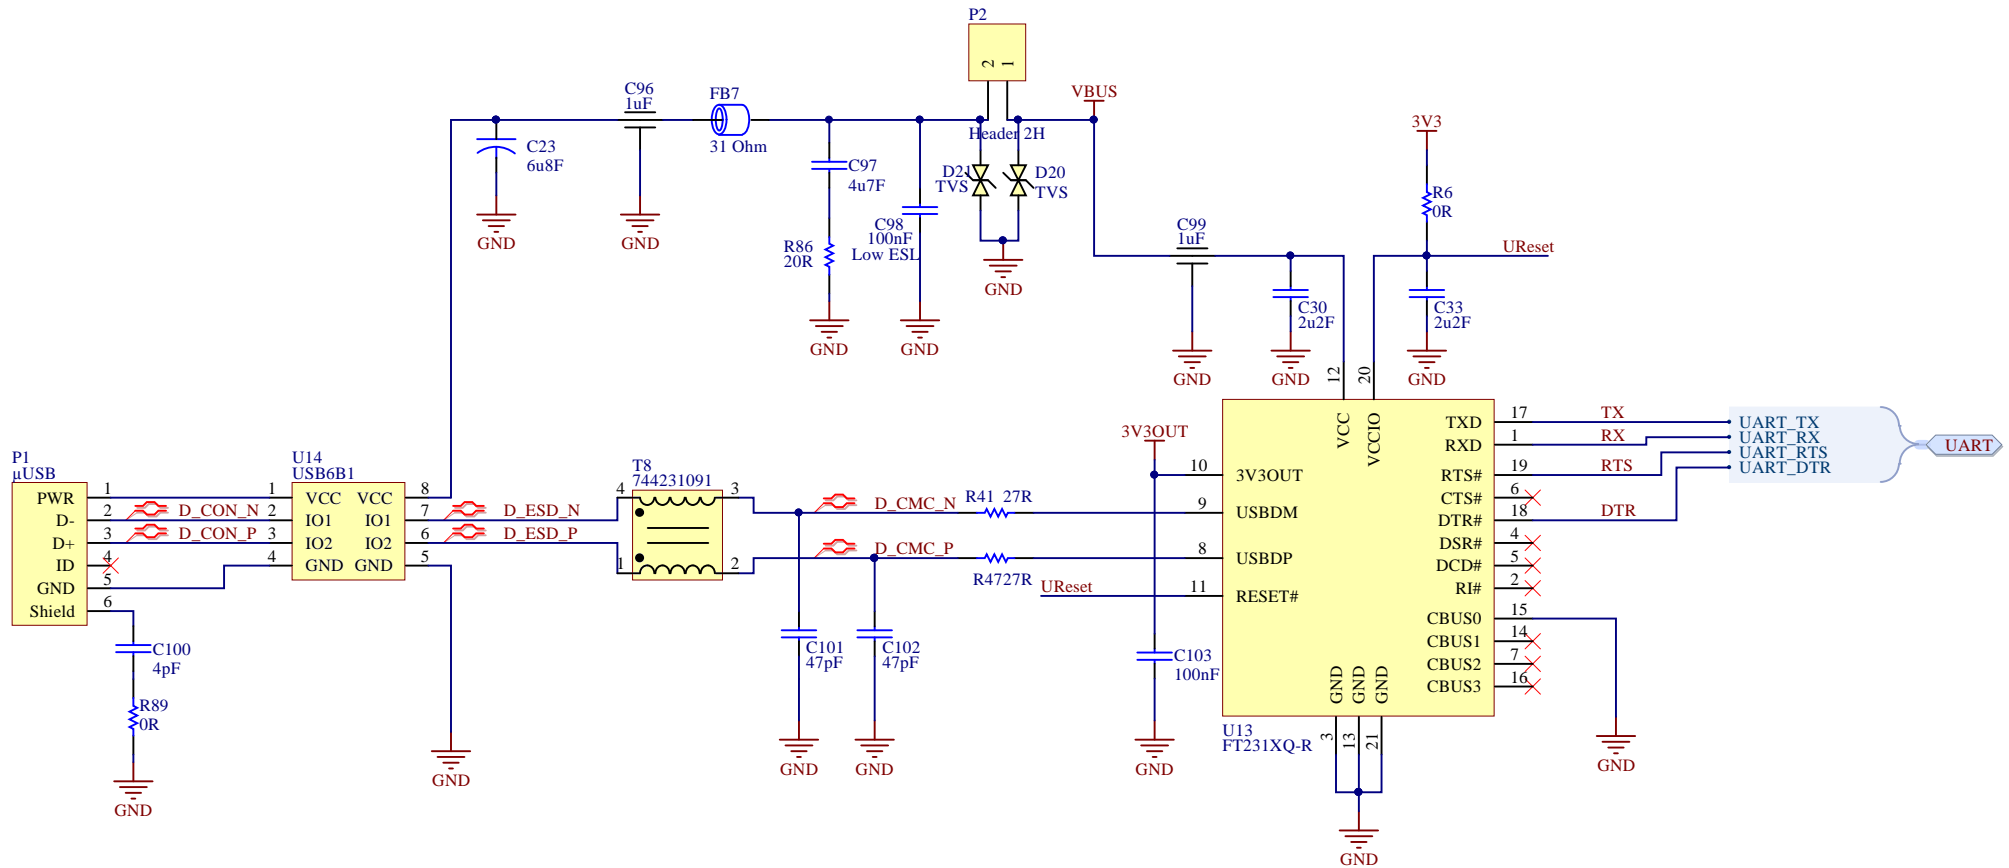 P2
2 1
Header 2H
VBUS
C96
1uF
FB7
31 Ohm
C23
6u8F
GND
GND
C97
4u7F
R86
20R
GND
C98
100nF
Low ESL
GND
D21
TVS
D20
TVS
GND
C99
1uF
GND
C30
2u2F
GND
3V3
R6
0R
UReset
C33
2u2F
GND
P1
µUSB
PWR 1
D- 2
D+ 3
ID 4
GND 5
Shield 6
D_CON_N
D_CON_P
C100
4pF
R89
0R
GND
U14
USB6B1
1 VCC VCC 8
2 IO1 IO1 7
3 IO2 IO2 6
4 GND GND 5
D_ESD_N
D_ESD_P
GND
T8
744231091
4 3
1 2
D_CMC_N
D_CMC_P
R41 27R
R47 27R
C101
47pF
GND
C102
47pF
GND
UReset
3V3OUT
C103
100nF
GND
12 VCC
20 VCCIO
10 3V3OUT
9 USBDM
8 USBDP
11 RESET#
TXD 17 TX
RXD 1 RX
RTS# 19 RTS
CTS# 6
DTR# 18 DTR
DSR# 4
DCD# 5
RI# 2
CBUS0 15
CBUS1 14
CBUS2 7
CBUS3 16
GND GND GND
3 13 21
U13
FT231XQ-R
GND
GND
UART_TX
UART_RX
UART_RTS
UART_DTR
UART